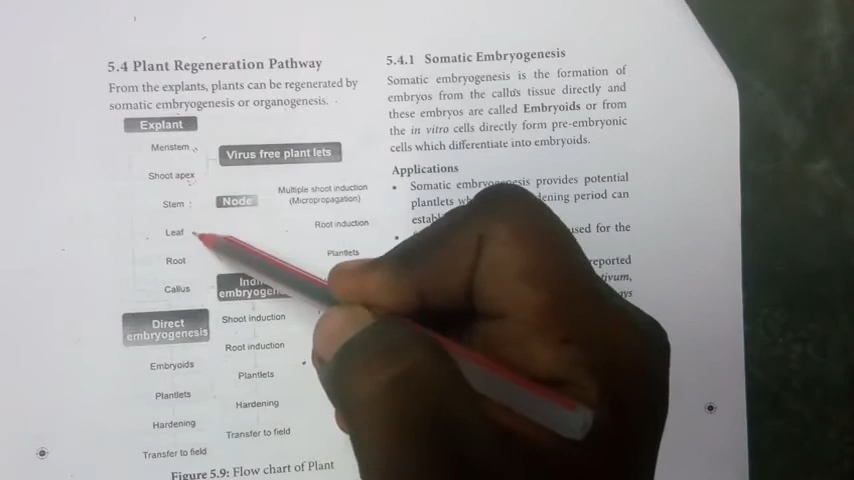 5.4 Plant Regeneration Pathway
From the explants, plants can be regenerated by
somatic embryogenesis or organogenesis.
Explant
Meristem
Virus free plant lets
Shoot apex
Stem
Node
Multiple shoot induction
(Micropropagation)
Root induction
Leaf
Plantlets
Root
Callus
embryogen
Direct
embryogenesis
Shoot induction
Root induction
Embryoids
Plantlets
Plantlets
Hardening
Hardening
Transfer to field
Transfer to field
Figure 5.9: Flow chart of Plant
5.4.1 Somatic Embryogenesis
Somatic embryogenesis is the formation of
embryos from the callus tissue directly and
these embryos are called Embryoids or from
the in vitro cells directly form pre-embryonic
cells which differentiate into embryoids.
Applications
• Somatic embryogenesis provides potential
plantlets period can
used for the
reported